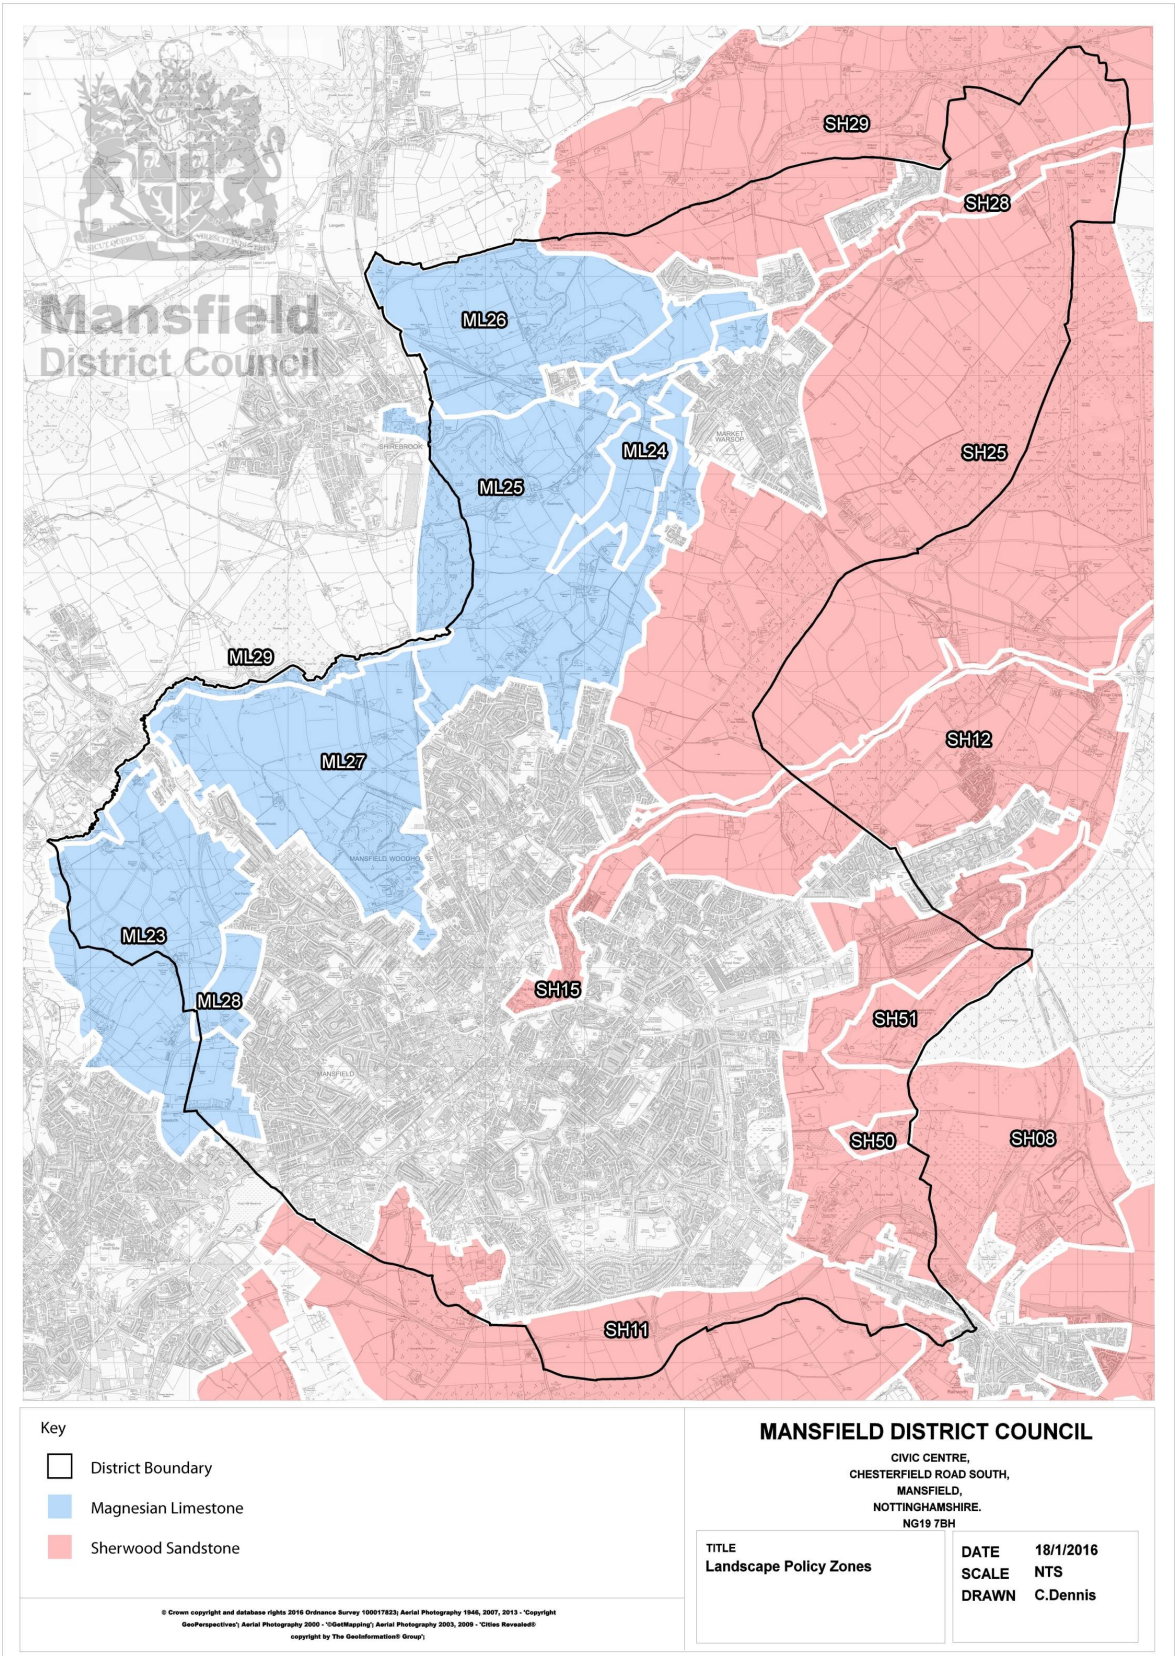 Mansfield
District Council
SH29
SH28
ML26
SHIREBROOK
ML24
MARKET
WARSOP
SH25
ML25
ML29
SH12
ML27
MANSFIELD WOODHOUSE
ML23
SH15
ML28
SH51
MANSFIELD
SH50
SH08
SH11
Key
District Boundary
Magnesian Limestone
Sherwood Sandstone
© Crown copyright and database rights 2016 Ordnance Survey 100017823; Aerial Photography 1946, 2007, 2013 - 'Copyright
GeoPerspectives'; Aerial Photography 2000 - '©GetMapping'; Aerial Photography 2003, 2009 - 'Cities Revealed®
copyright by The GeoInformation® Group';
MANSFIELD DISTRICT COUNCIL
CIVIC CENTRE,
CHESTERFIELD ROAD SOUTH,
MANSFIELD,
NOTTINGHAMSHIRE.
NG19 7BH
TITLE
Landscape Policy Zones
DATE 18/1/2016
SCALE NTS
DRAWN C.Dennis